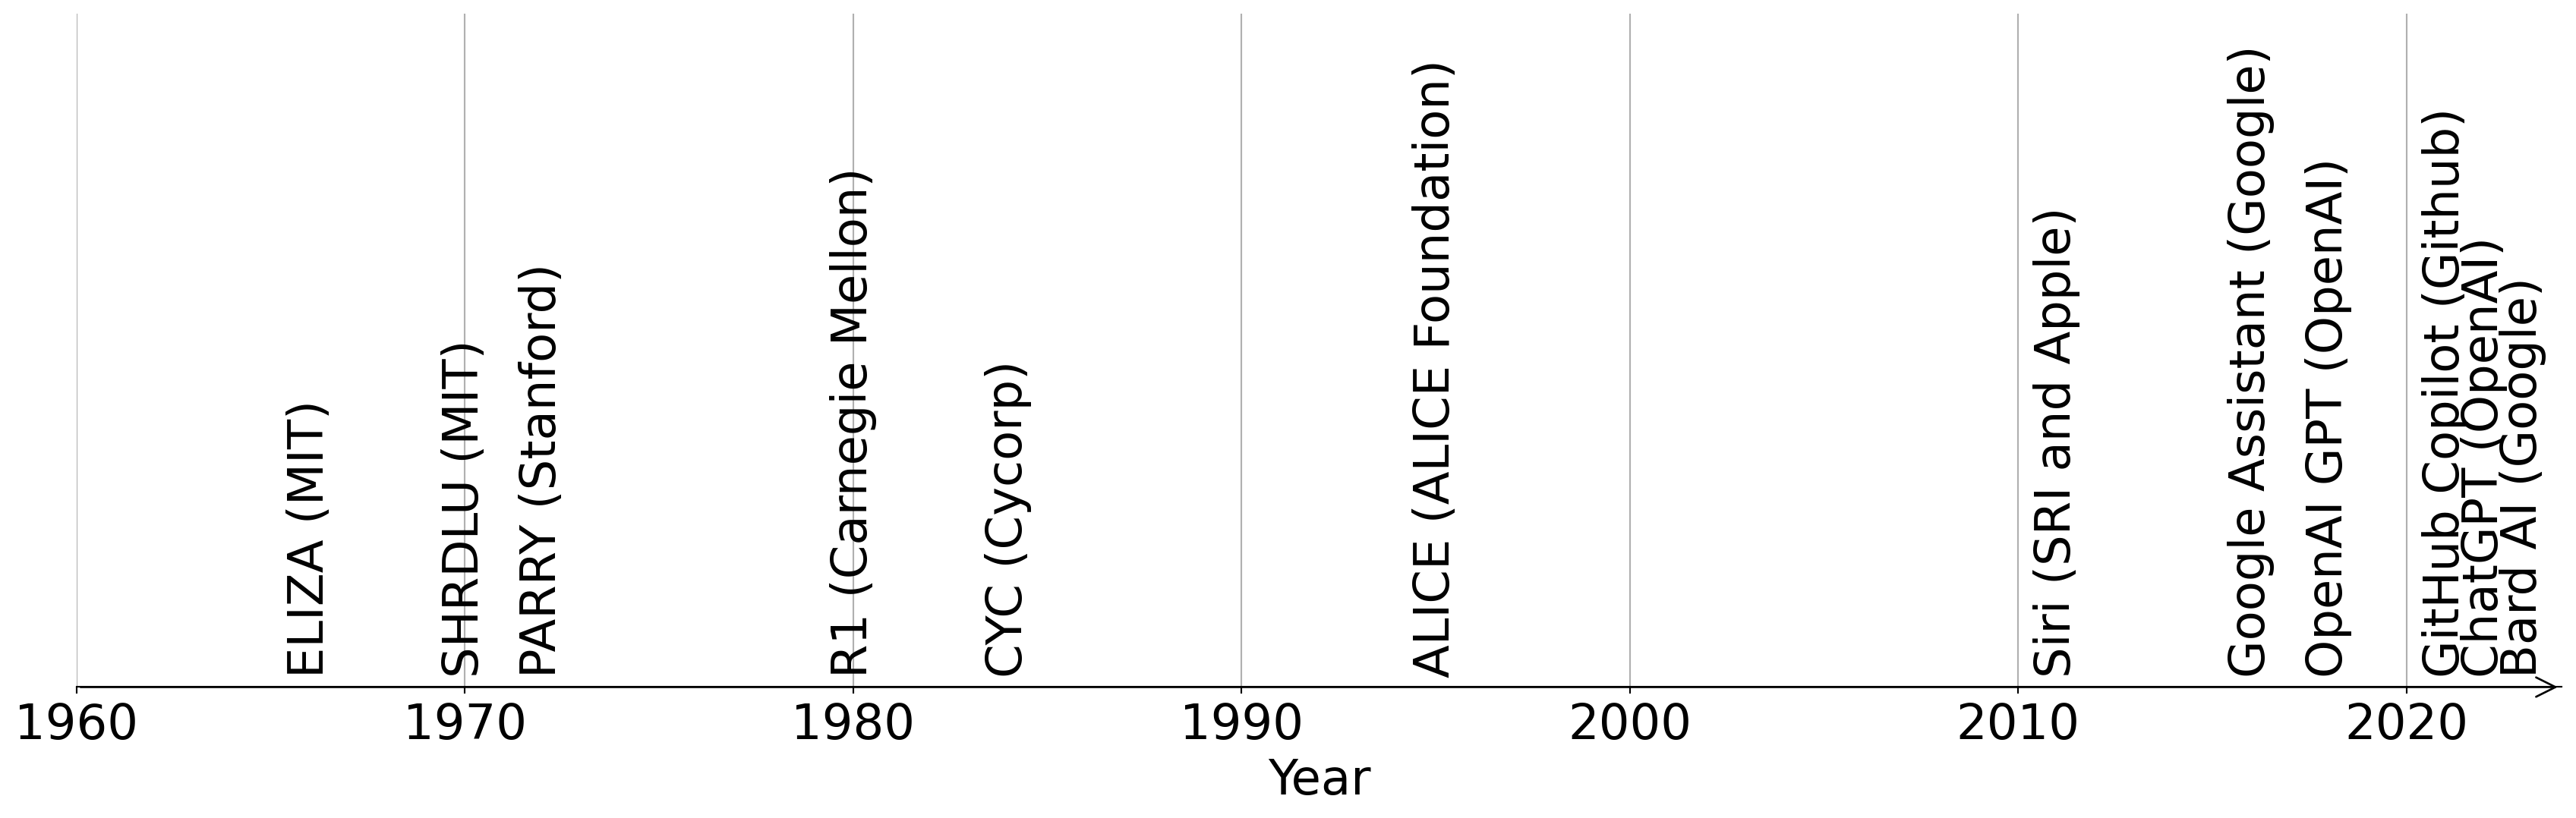 ELIZA (MIT)
SHRDLU (MIT)
PARRY (Stanford)
R1 (Carnegie Mellon)
CYC (Cycorp)
ALICE (ALICE Foundation)
Siri (SRI and Apple)
Google Assistant (Google)
OpenAI GPT (OpenAI)
GitHub Copilot (Github)
ChatGPT (OpenAI)
Bard AI (Google)
1960 1970 1980 1990 2000 2010 2020
Year